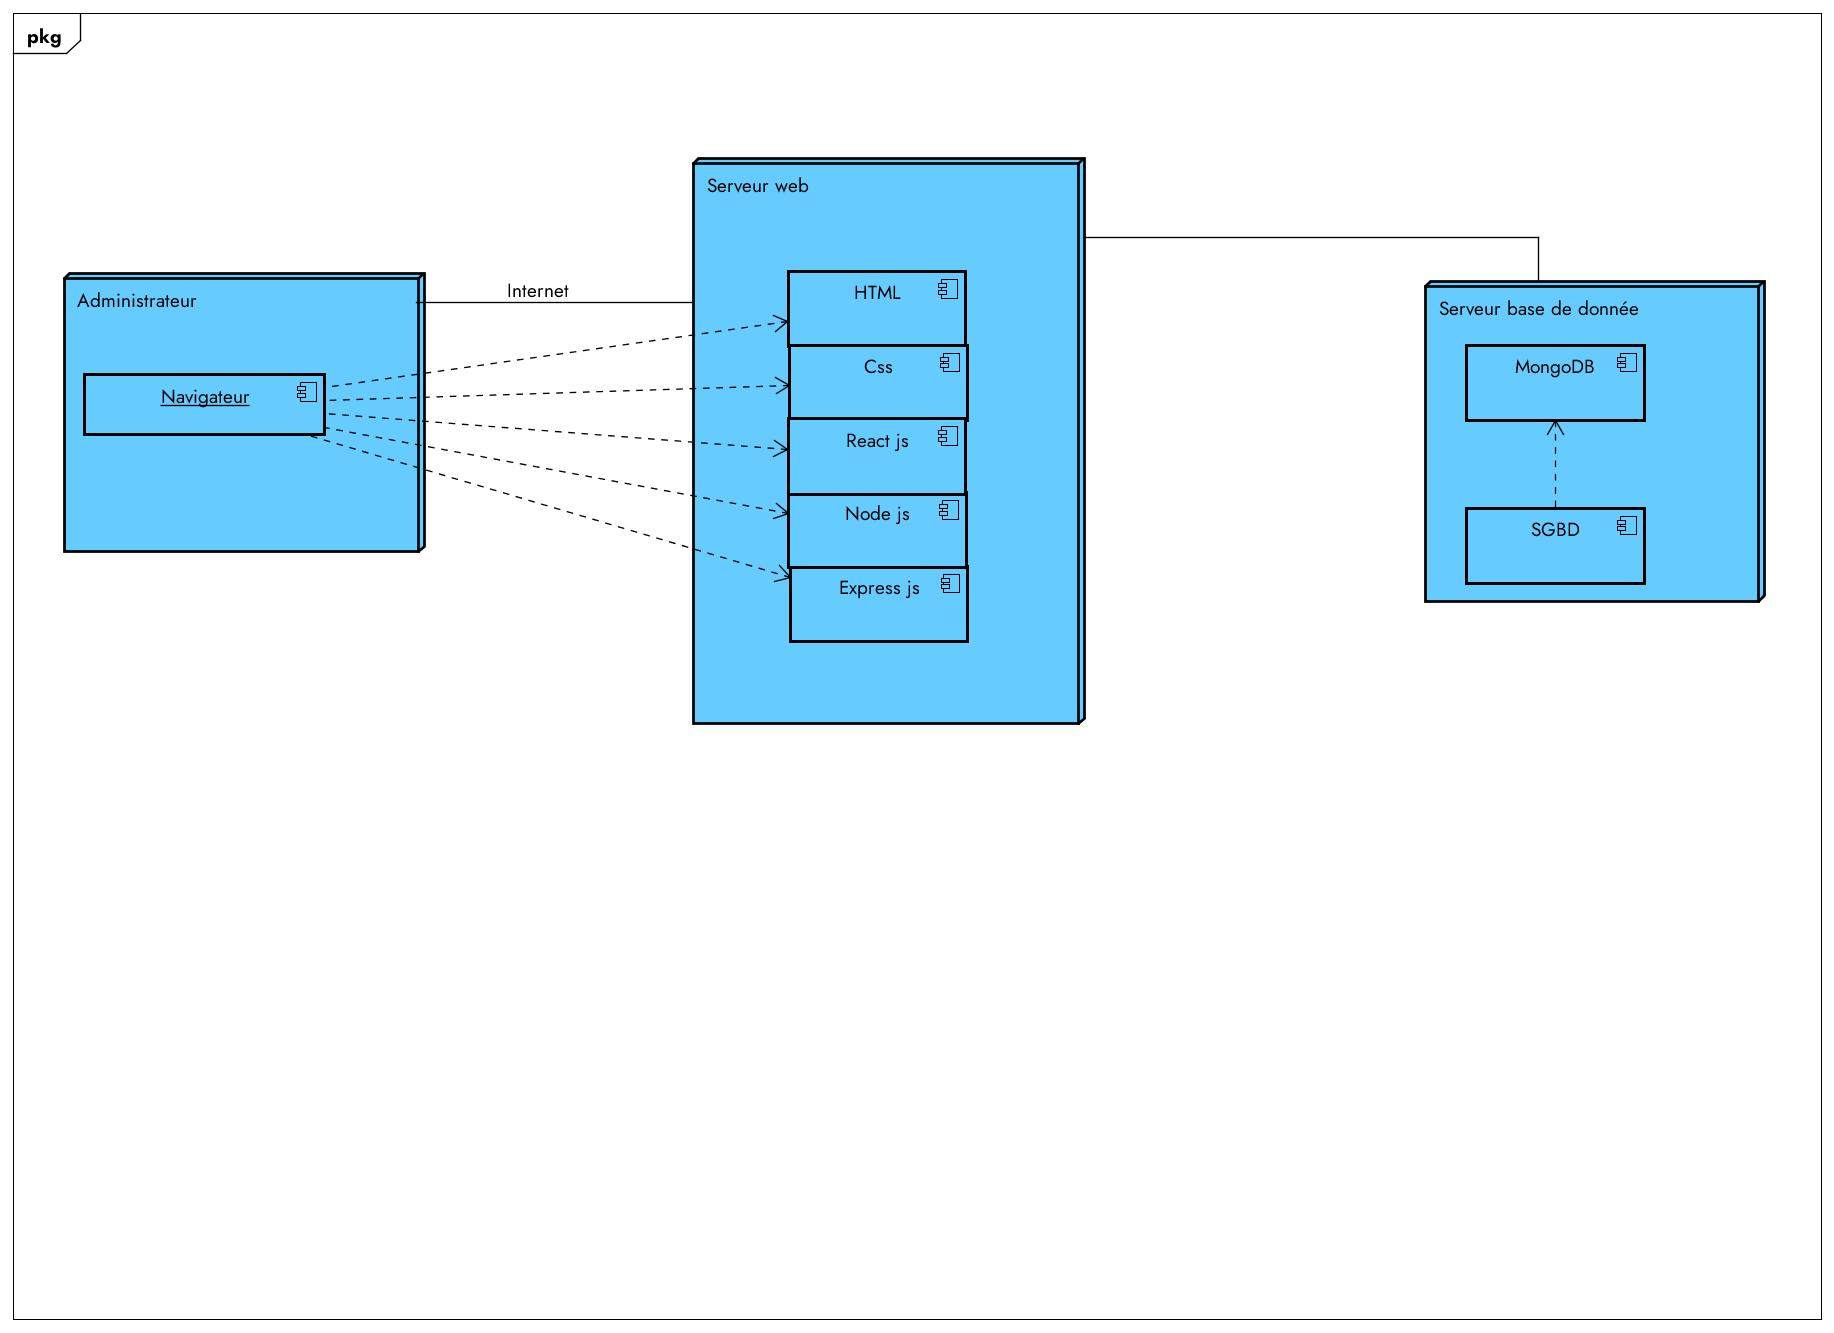 pkg
Serveur web
Administrateur
Internet
HTML
Serveur base de donnée
Css
MongoDB
Navigateur
React js
Node js
SGBD
Express js